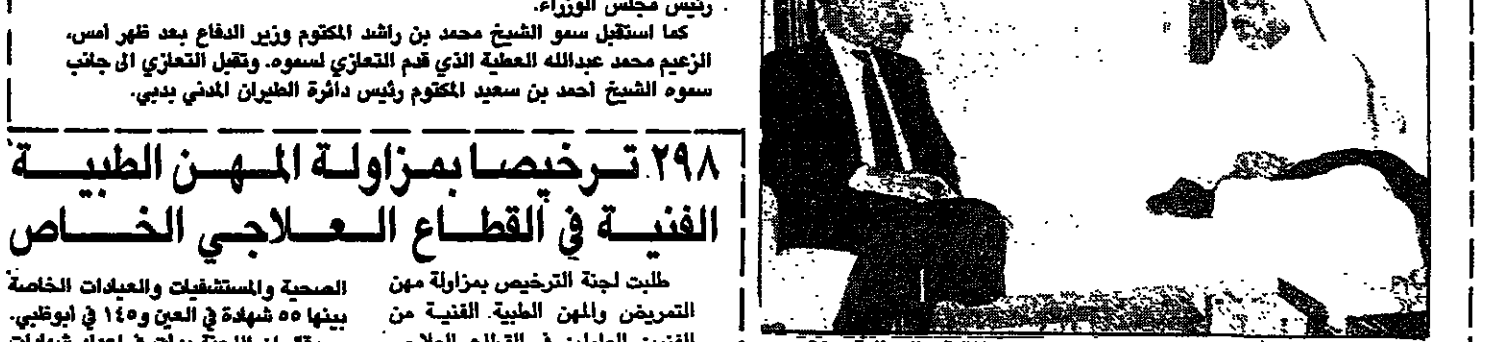 رئيس مجلس الوزراء.
كما استقبل سمو الشيخ محمد بن راشد المكتوم وزير الدفاع بعد ظهر امس،
الزعيم محمد عبدالله العطية الذي قدم التعازي لسموه. وتقبل التعازي الى جانب
سموه الشيخ احمد بن سعيد المكتوم رئيس دائرة الطيران المدني بدبي.
٢٩٨ ترخيصا بمزاولة المهن الطبية
الفنية في القطاع العلاجي الخاص
طلبت لجنة الترخيص بمزاولة مهن
التمريض والمهن الطبية الفنية من
الصحية والمستشفيات والعيادات الخاصة
بينها ٥٥ شهادة في العين و١٤٥ في ابوظبي.